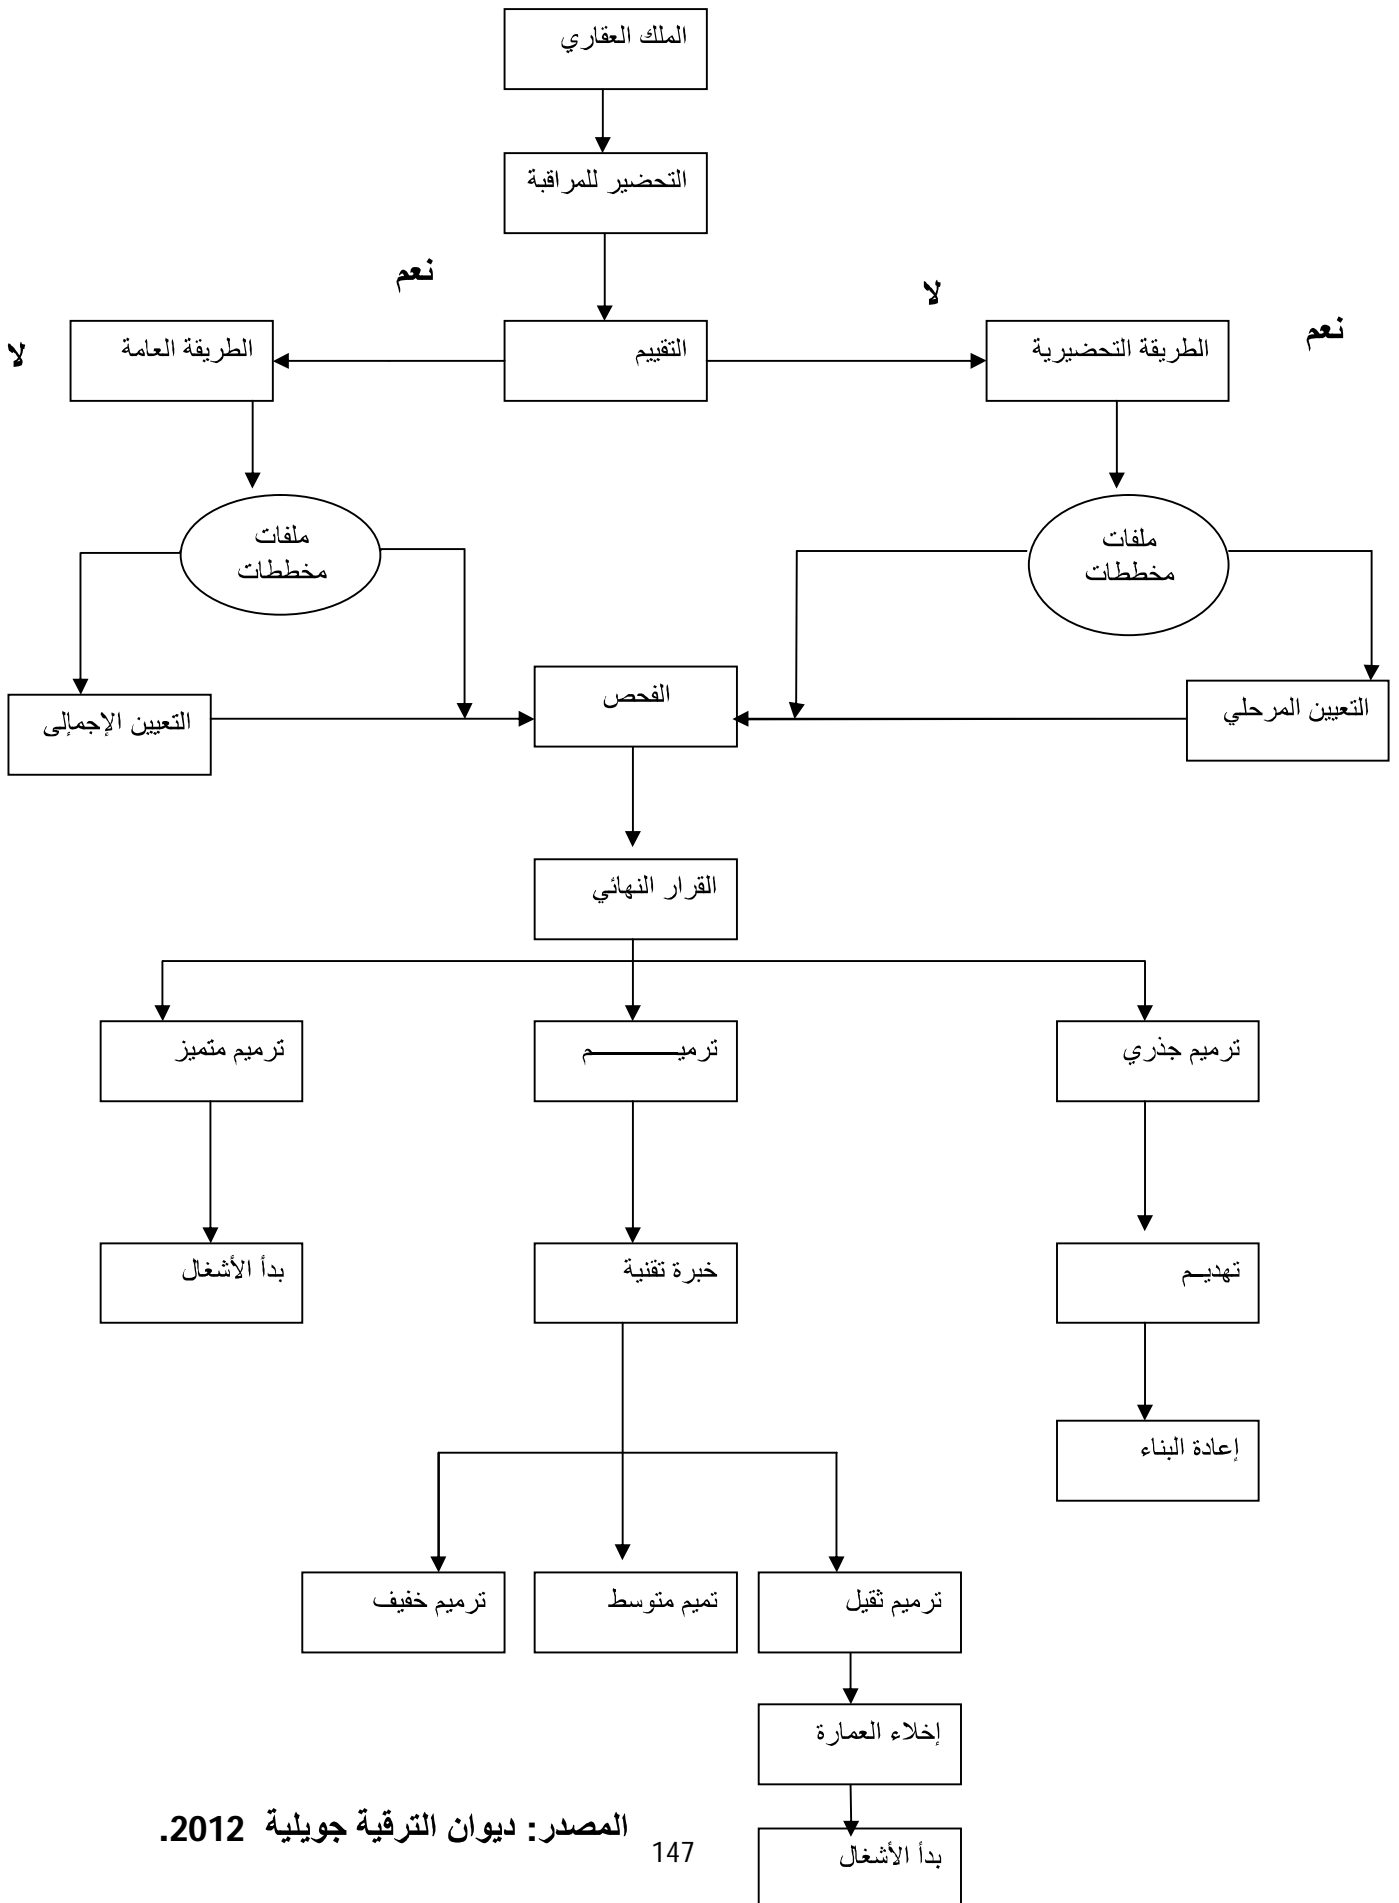 الملك العقاري
التحضير للمراقبة
نعم
لا
نعم
الطريقة التحضيرية
التقييم
الطريقة العامة
لا
ملفات
مخططات
ملفات
مخططات
التعيين المرحلي
الفحص
التعيين الإجمالي
القرار النهائي
ترميم جذري
ترميـــــــــم
ترميم متميز
تهديــم
خبرة تقنية
بدأ الأشغال
إعادة البناء
ترميم ثقيل
تميم متوسط
ترميم خفيف
إخلاء العمارة
بدأ الأشغال
المصدر: ديوان الترقية جويلية 2012.
147